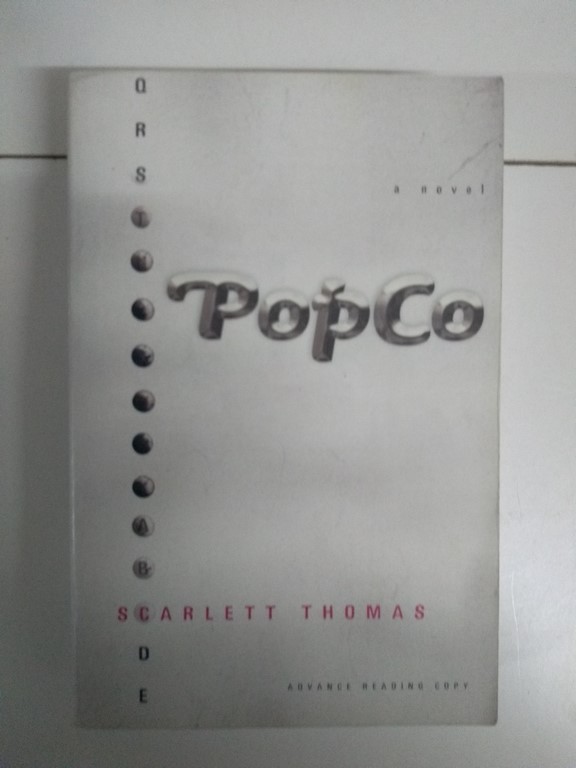 Q
R
S
T
a novel
PopCo
A
B
SCARLETT THOMAS
D
ADVANCE READING COPY
E